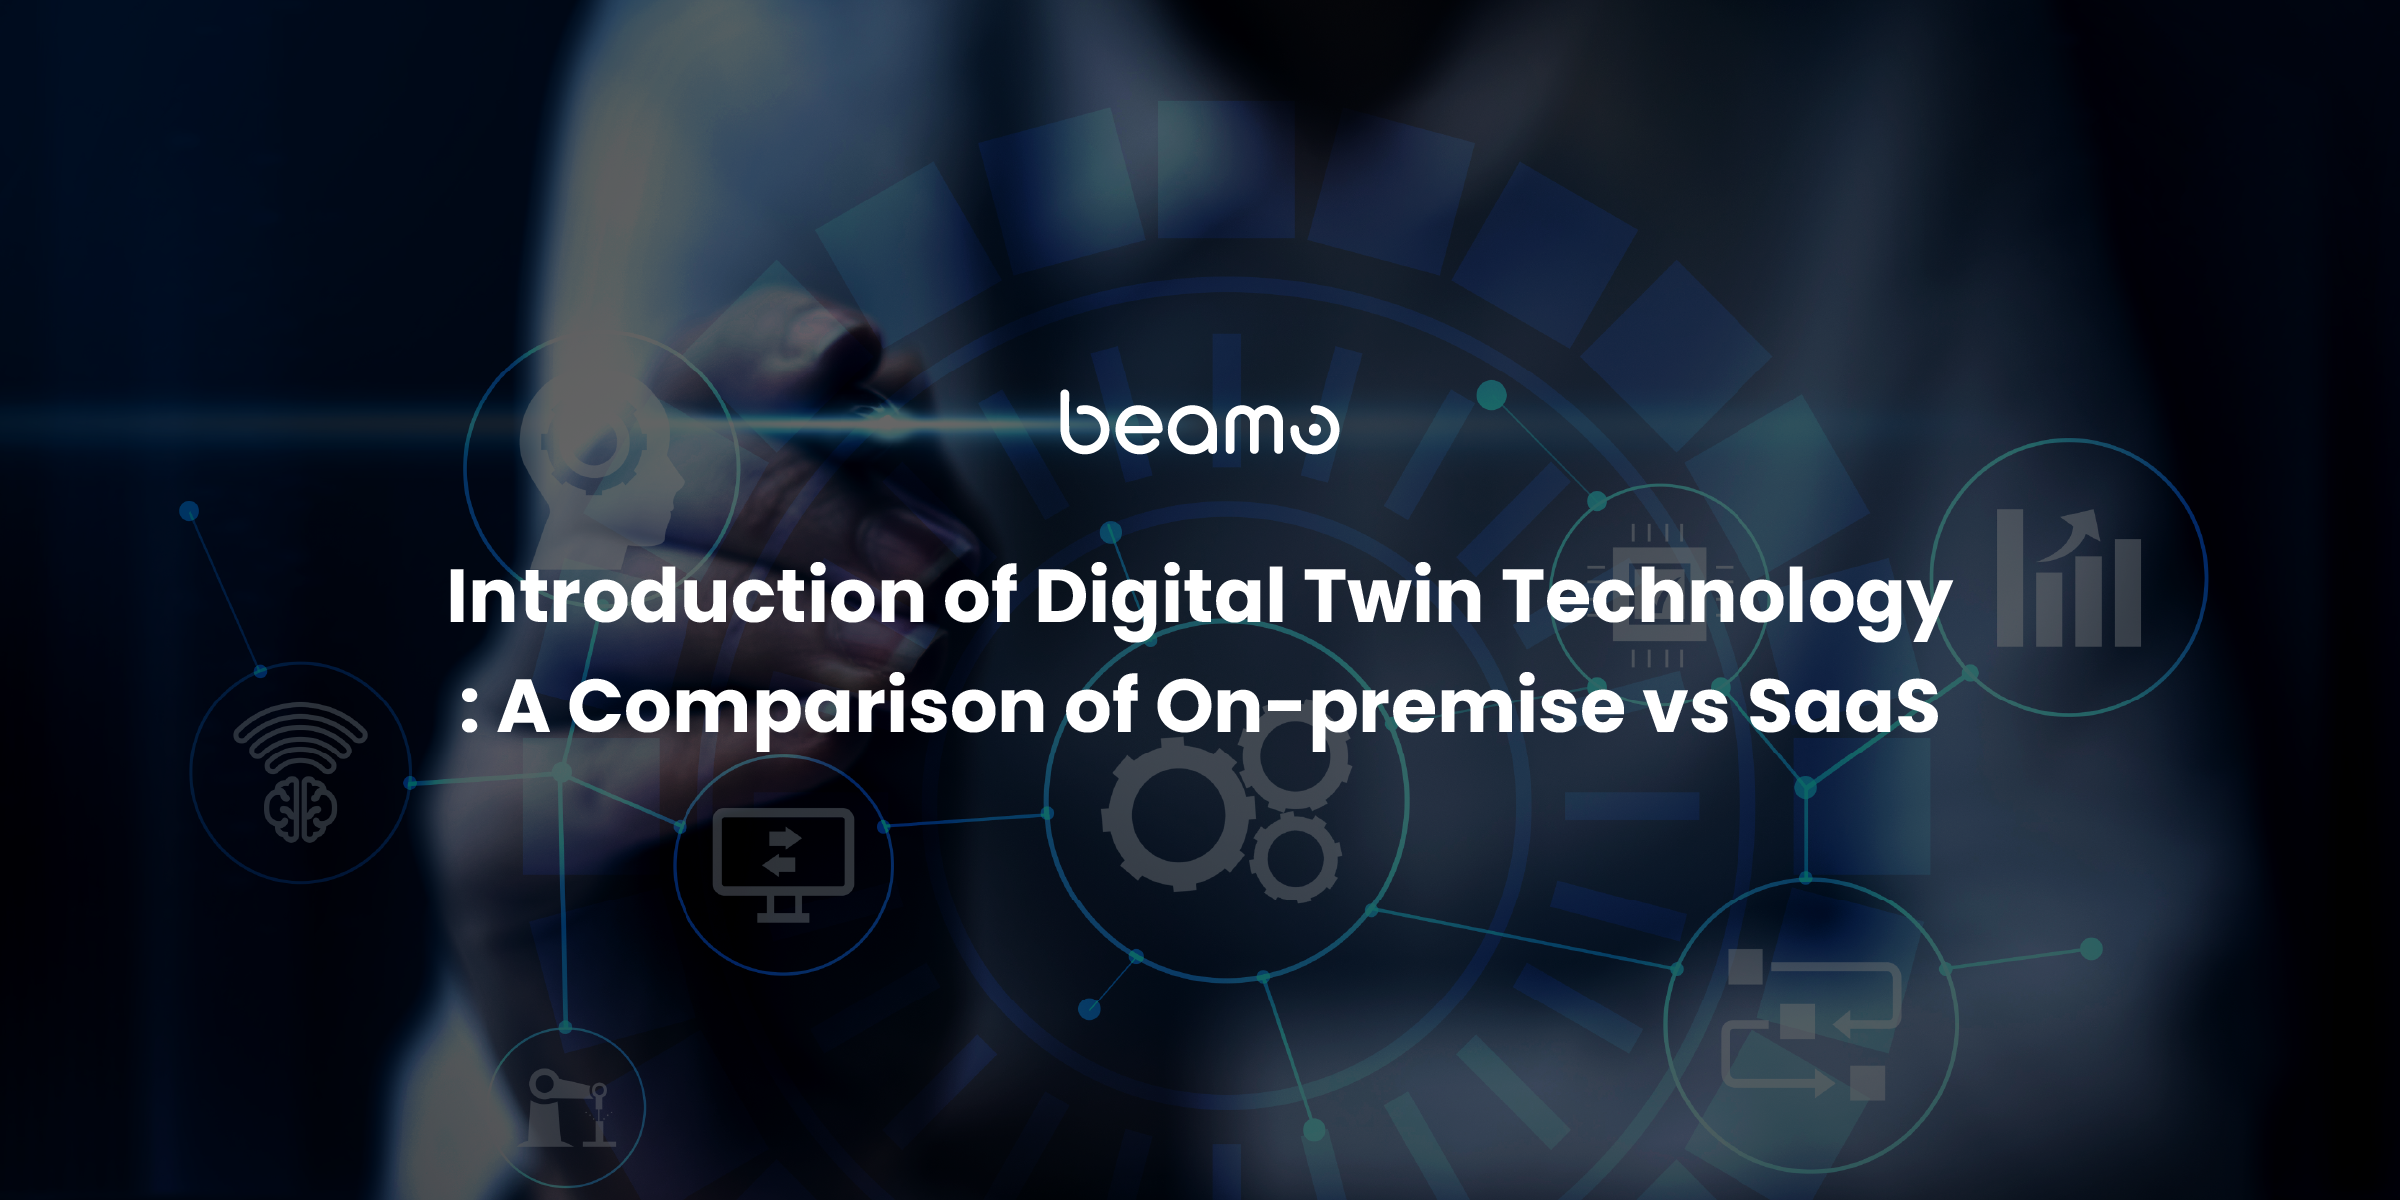 beamo
Introduction of Digital Twin Technology
: A Comparison of On-premise vs SaaS